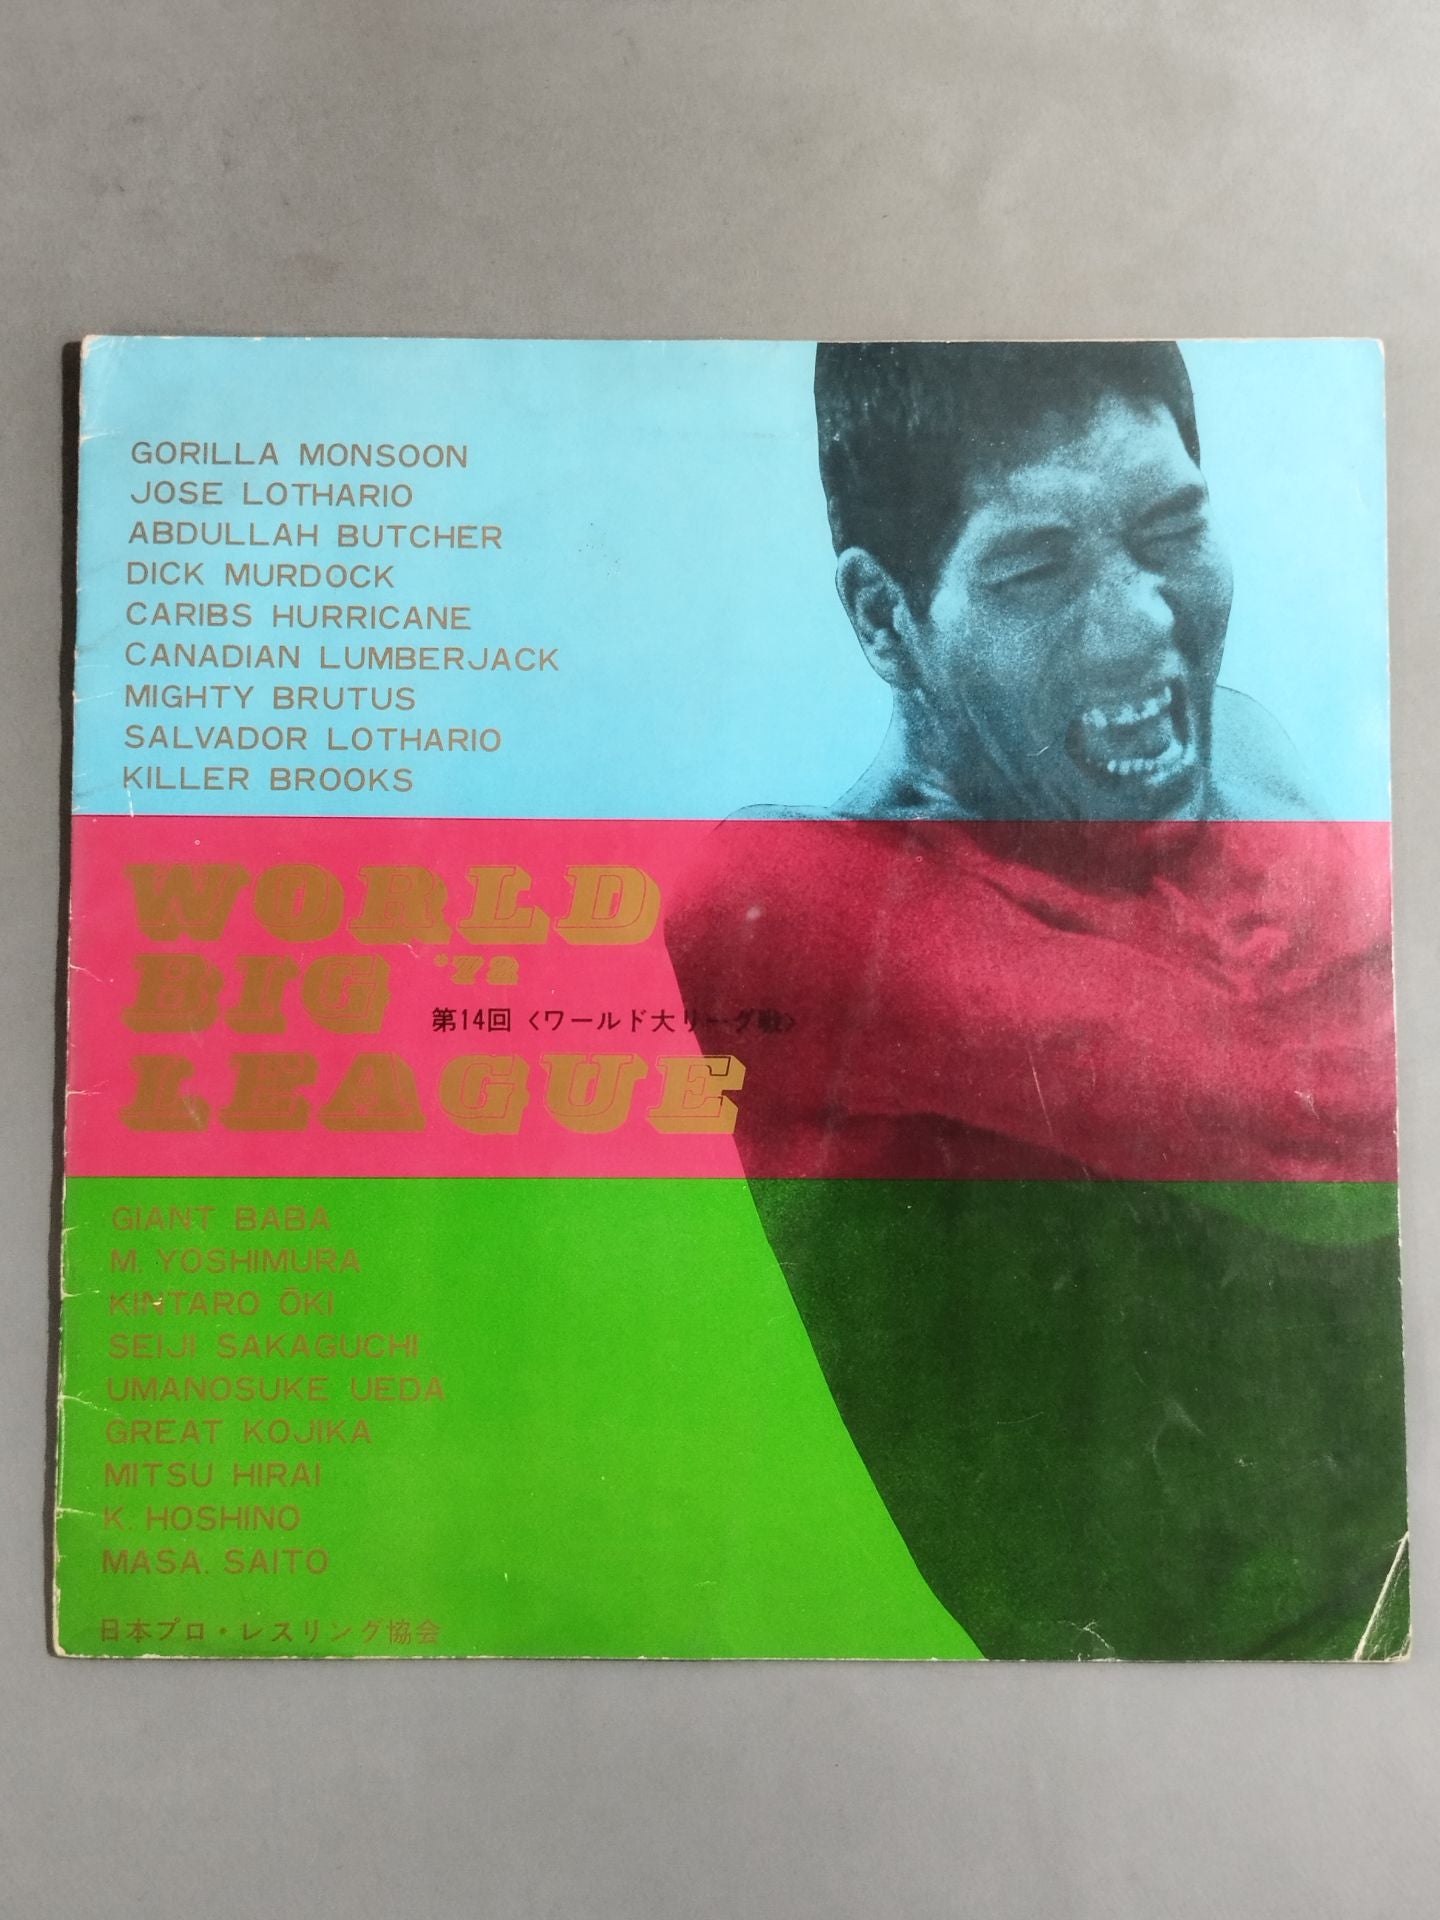 GORILLA MONSOON
JOSE LOTHARIO
ABDULLAH BUTCHER
DICK MURDOCK
CARIBS HURRICANE
CANADIAN LUMBERJACK
MIGHTY BRUTUS
SALVADOR LOTHARIO
KILLER BROOKS
WORLD
BIG '72
第14回〈ワールド大リーグ戦〉
LEAGUE
GIANT BABA
M. YOSHIMURA
KINTARO ŌKI
SEIJI SAKAGUCHI
UMANOSUKE UEDA
GREAT KOJIKA
MITSU HIRAI
K. HOSHINO
MASA. SAITO
日本プロ・レスリング協会